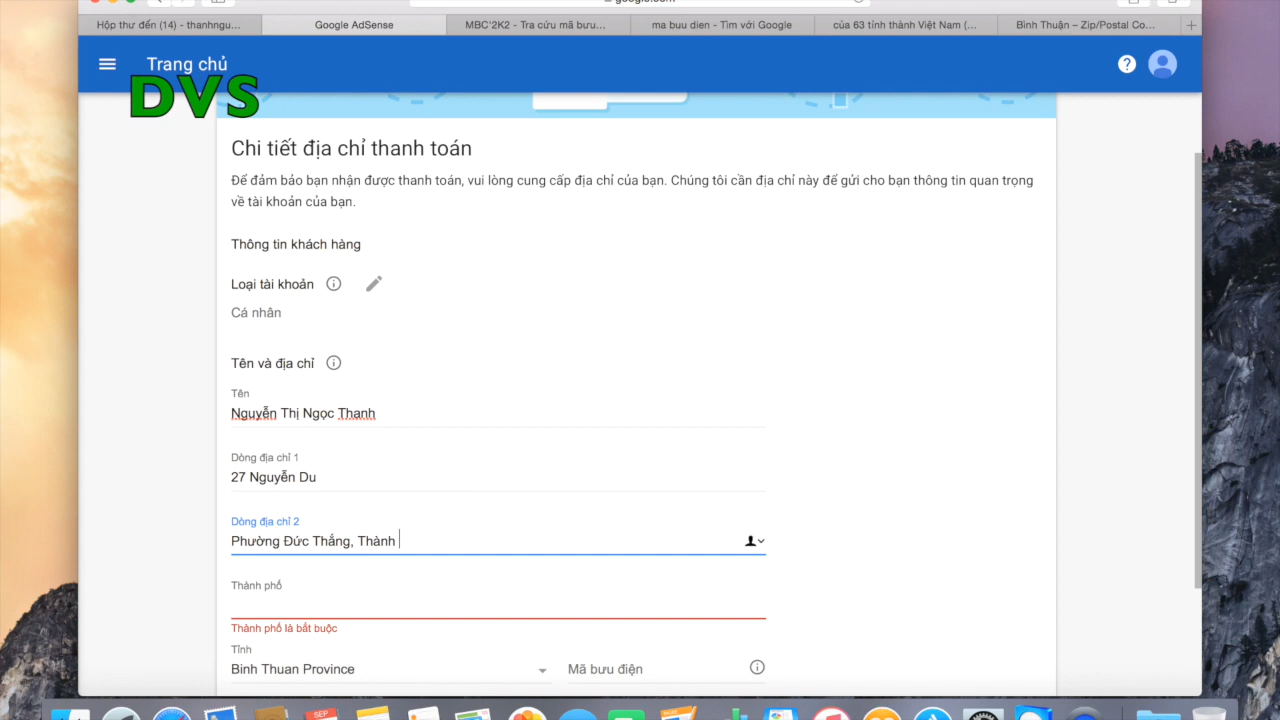 Hộp thư đến (14) - thanhngu...
Google AdSense
MBC'2K2 - Tra cứu mã bưu...
ma buu dien - Tìm với Google
của 63 tỉnh thành Việt Nam (...
Bình Thuận – Zip/Postal Co...
Trang chủ
DVS
Chi tiết địa chỉ thanh toán
Để đảm bảo bạn nhận được thanh toán, vui lòng cung cấp địa chỉ của bạn. Chúng tôi cần địa chỉ này để gửi cho bạn thông tin quan trọng
về tài khoản của bạn.
Thông tin khách hàng
Loại tài khoản
Cá nhân
Tên và địa chỉ
Tên
Nguyễn Thị Ngọc Thanh
Dòng địa chỉ 1
27 Nguyễn Du
Dòng địa chỉ 2
Phường Đức Thắng, Thành
Thành phố
Thành phố là bắt buộc
Tỉnh
Binh Thuan Province
Mã bưu điện
SEP